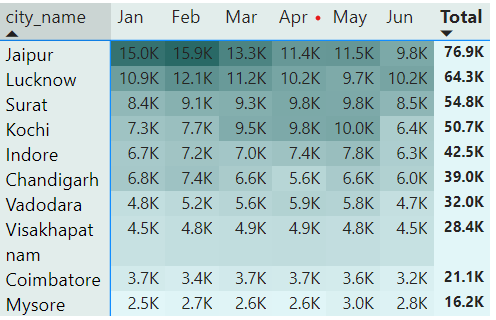 city_name Jan Feb Mar Apr May Jun Total
Jaipur 15.0K 15.9K 13.3K 11.4K 11.5K 9.8K 76.9K
Lucknow 10.9K 12.1K 11.2K 10.2K 9.7K 10.2K 64.3K
Surat 8.4K 9.1K 9.3K 9.8K 9.8K 8.5K 54.8K
Kochi 7.3K 7.7K 9.5K 9.8K 10.0K 6.4K 50.7K
Indore 6.7K 7.2K 7.0K 7.4K 7.8K 6.3K 42.5K
Chandigarh 6.8K 7.4K 6.6K 5.6K 6.6K 6.0K 39.0K
Vadodara 4.8K 5.2K 5.6K 5.9K 5.8K 4.7K 32.0K
Visakhapat 4.5K 4.8K 4.9K 4.9K 4.8K 4.5K 28.4K
nam
Coimbatore 3.7K 3.4K 3.7K 3.7K 3.6K 3.2K 21.1K
Mysore 2.5K 2.7K 2.6K 2.6K 3.0K 2.8K 16.2K